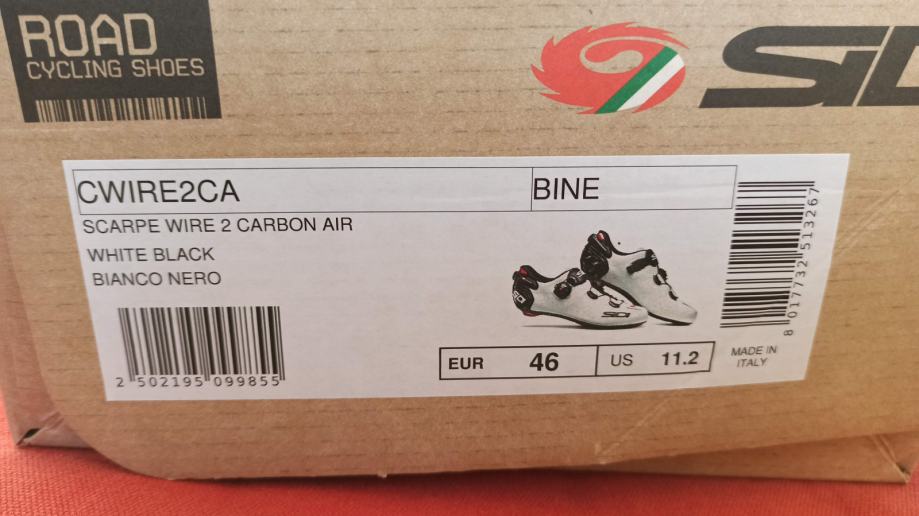 ROAD
CYCLING SHOES
CWIRE2CA
BINE
SCARPE WIRE 2 CARBON AIR
WHITE BLACK
BIANCO NERO
SIDI
2 502195 099855
EUR 46 US 11.2
MADE IN
ITALY
8 017732 513267